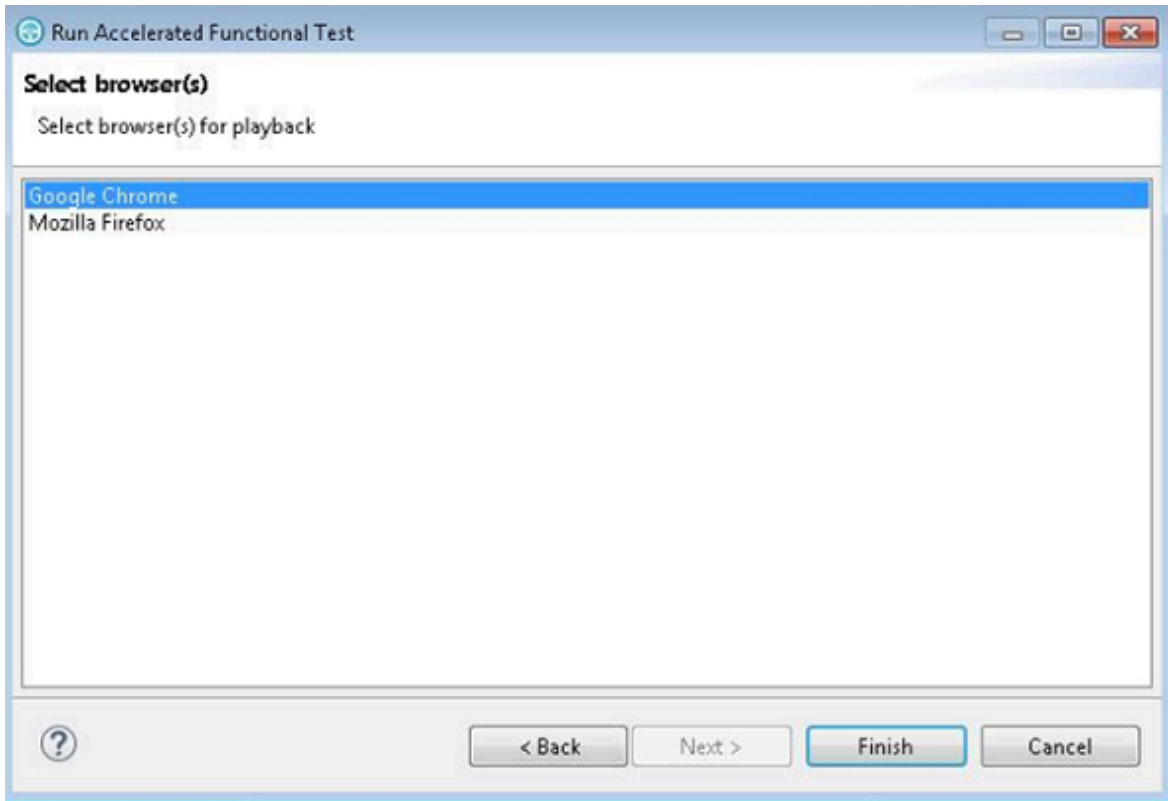 Run Accelerated Functional Test
Select browser(s)
Select browser(s) for playback
Google Chrome
Mozilla Firefox
?
< Back
Next >
Finish
Cancel